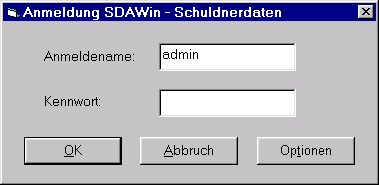 Anmeldung SDAWin - Schuldnerdaten
Anmeldename: admin
Kennwort:
OK Abbruch Optionen